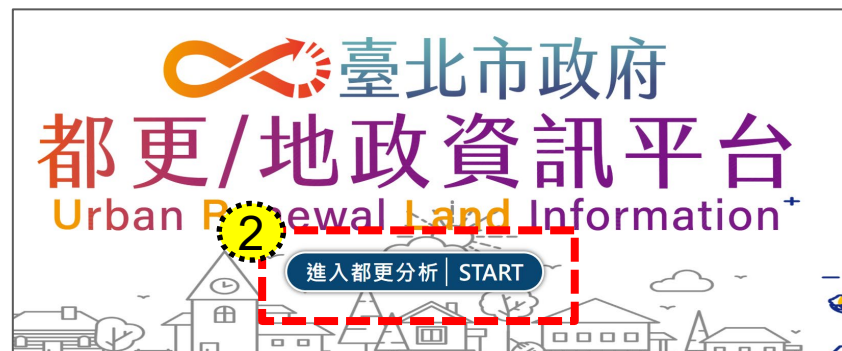 臺北市政府
都更/地政資訊平台
Urban Renewal Land Information+
2
進入都更分析 | START